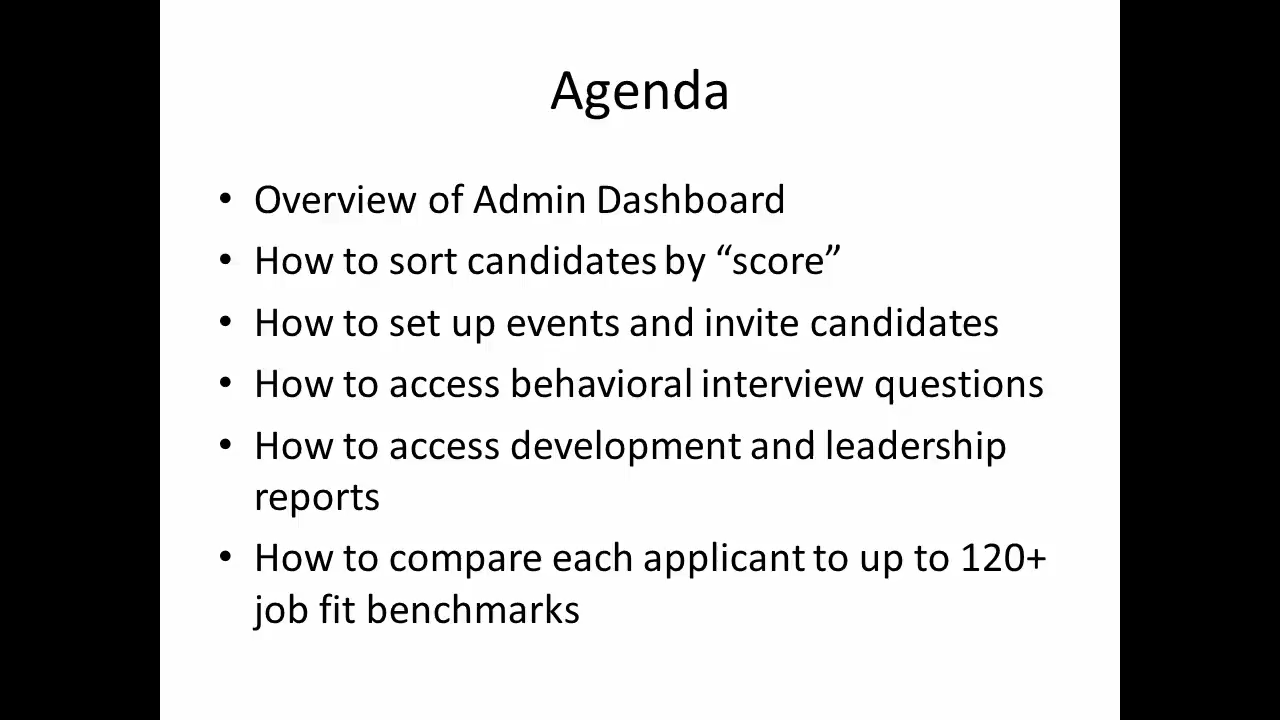 Agenda
• Overview of Admin Dashboard
• How to sort candidates by “score”
• How to set up events and invite candidates
• How to access behavioral interview questions
• How to access development and leadership
reports
• How to compare each applicant to up to 120+
job fit benchmarks